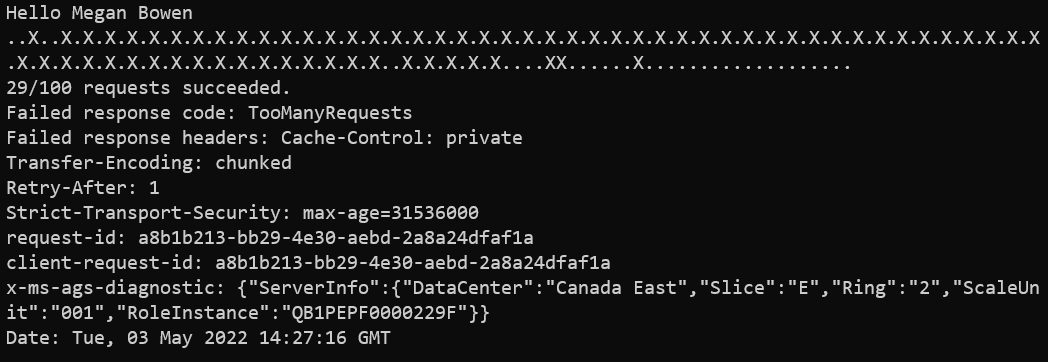 Hello Megan Bowen
..X..X.X.X.X.X.X.X.X.X.X.X.X.X.X.X.X.X.X.X.X.X.X.X.X.X.X.X.X.X.X.X.X.X.X.X.X.X.X.X.X.X.X.X.X.X
.X.X.X.X.X.X.X.X.X.X.X.X.X.X.X.X.X..X.X.X.X.X....XX......X...................
29/100 requests succeeded.
Failed response code: TooManyRequests
Failed response headers: Cache-Control: private
Transfer-Encoding: chunked
Retry-After: 1
Strict-Transport-Security: max-age=31536000
request-id: a8b1b213-bb29-4e30-aebd-2a8a24dfaf1a
client-request-id: a8b1b213-bb29-4e30-aebd-2a8a24dfaf1a
x-ms-ags-diagnostic: {"ServerInfo":{"DataCenter":"Canada East","Slice":"E","Ring":"2","ScaleUn
it":"001","RoleInstance":"QB1PEPF0000229F"}}
Date: Tue, 03 May 2022 14:27:16 GMT